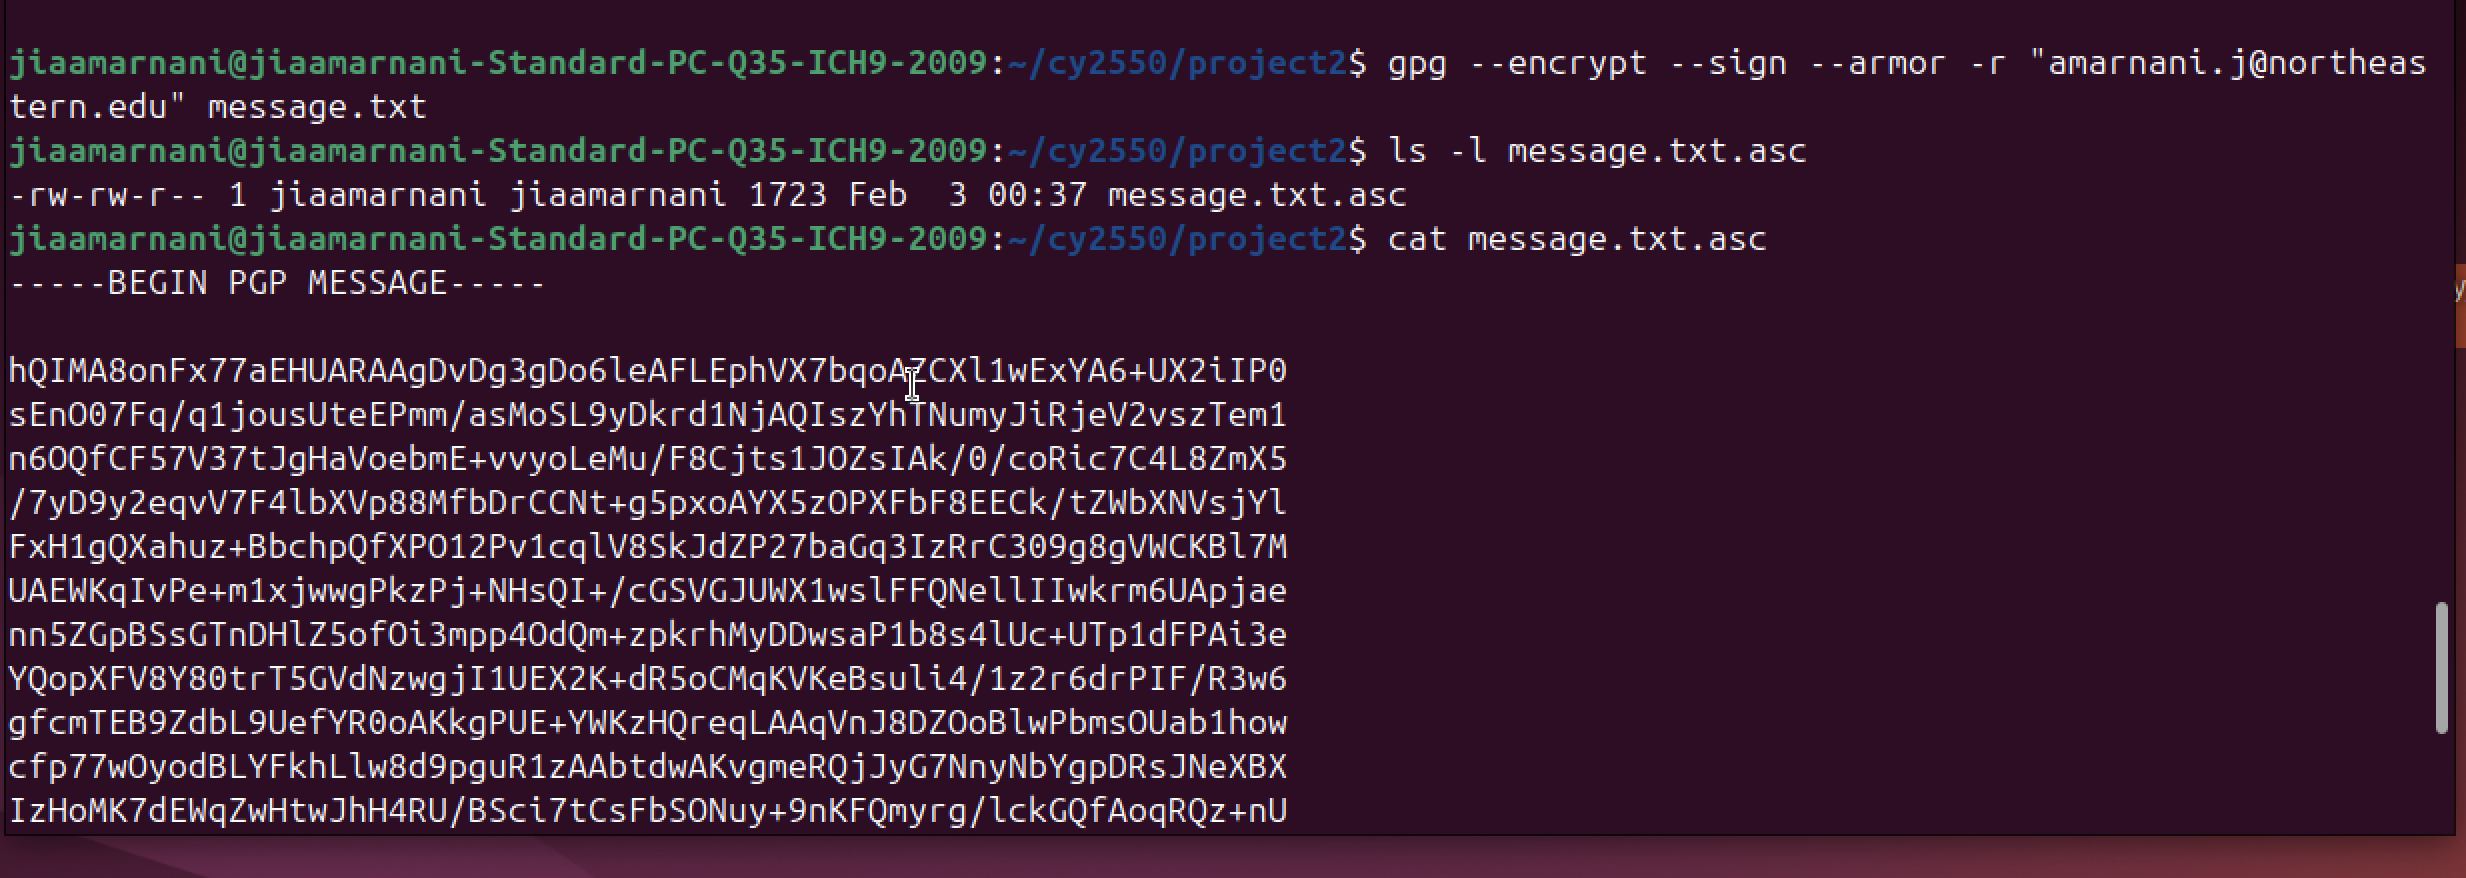 jiaamarnani@jiaamarnani-Standard-PC-Q35-ICH9-2009:~/cy2550/project2$ gpg --encrypt --sign --armor -r "amarnani.j@northeas
tern.edu" message.txt
jiaamarnani@jiaamarnani-Standard-PC-Q35-ICH9-2009:~/cy2550/project2$ ls -l message.txt.asc
-rw-rw-r-- 1 jiaamarnani jiaamarnani 1723 Feb  3 00:37 message.txt.asc
jiaamarnani@jiaamarnani-Standard-PC-Q35-ICH9-2009:~/cy2550/project2$ cat message.txt.asc
-----BEGIN PGP MESSAGE-----
hQIMA8onFx77aEHUARAAgDvDg3gDo6leAFLEphVX7bqoAZCXl1wExYA6+UX2iIP0
sEnO07Fq/q1jousUteEPmm/asMoSL9yDkrd1NjAQIszYhTNumyJiRjeV2vszTem1
n6OQfCF57V37tJgHaVoebmE+vvyoLeMu/F8Cjts1JOZsIAk/0/coRic7C4L8ZmX5
/7yD9y2eqvV7F4lbXVp88MfbDrCCNt+g5pxoAYX5zOPXFbF8EECk/tZWbXNVsjYl
FxH1gQXahuz+BbchpQfXPO12Pv1cqlV8SkJdZP27baGq3IzRrC309g8gVWCKBl7M
UAEWKqIvPe+m1xjwwgPkzPj+NHsQI+/cGSVGJUWX1wslFFQNellIIwkrm6UApjae
nn5ZGpBSsGTnDHlZ5ofOi3mpp4OdQm+zpkrhMyDDwsaP1b8s4lUc+UTp1dFPAi3e
YQopXFV8Y80trT5GVdNzwgjI1UEX2K+dR5oCMqKVKeBsuli4/1z2r6drPIF/R3w6
gfcmTEB9ZdbL9UefYR0oAKkgPUE+YWKzHQreqLAAqVnJ8DZOoBlwPbmsOUab1how
cfp77wOyodBLYFkhLlw8d9pguR1zAAbtdwAKvgmeRQjJyG7NnyNbYgpDRsJNeXBX
IzHoMK7dEWqZwHtwJhH4RU/BSci7tCsFbSONuy+9nKFQmyrg/lckGQfAoqRQz+nU